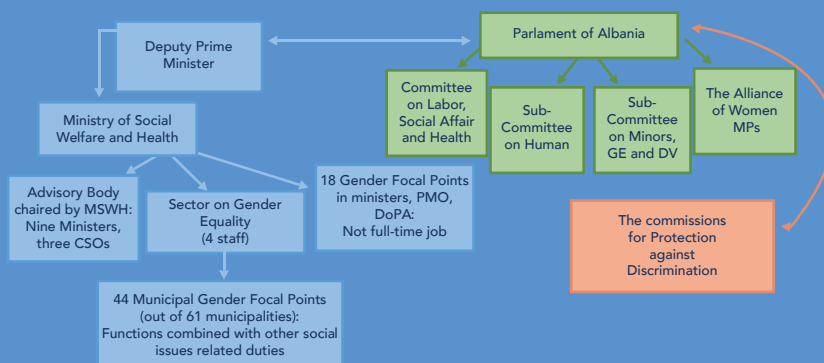 Deputy Prime
Minister
Parlament of Albania
Ministry of Social
Welfare and Health
Committee
on Labor,
Social Affair
and Health
Sub-
Committee
on Human
Sub-
Committee
on Minors,
GE and DV
The Alliance
of Women
MPs
Advisory Body
chaired by MSWH:
Nine Ministers,
three CSOs
Sector on Gender
Equality
(4 staff)
18 Gender Focal Points
in ministers, PMO,
DoPA:
Not full-time job
The commissions
for Protection
against
Discrimination
44 Municipal Gender Focal Points
(out of 61 municipalities):
Functions combined with other social
issues related duties